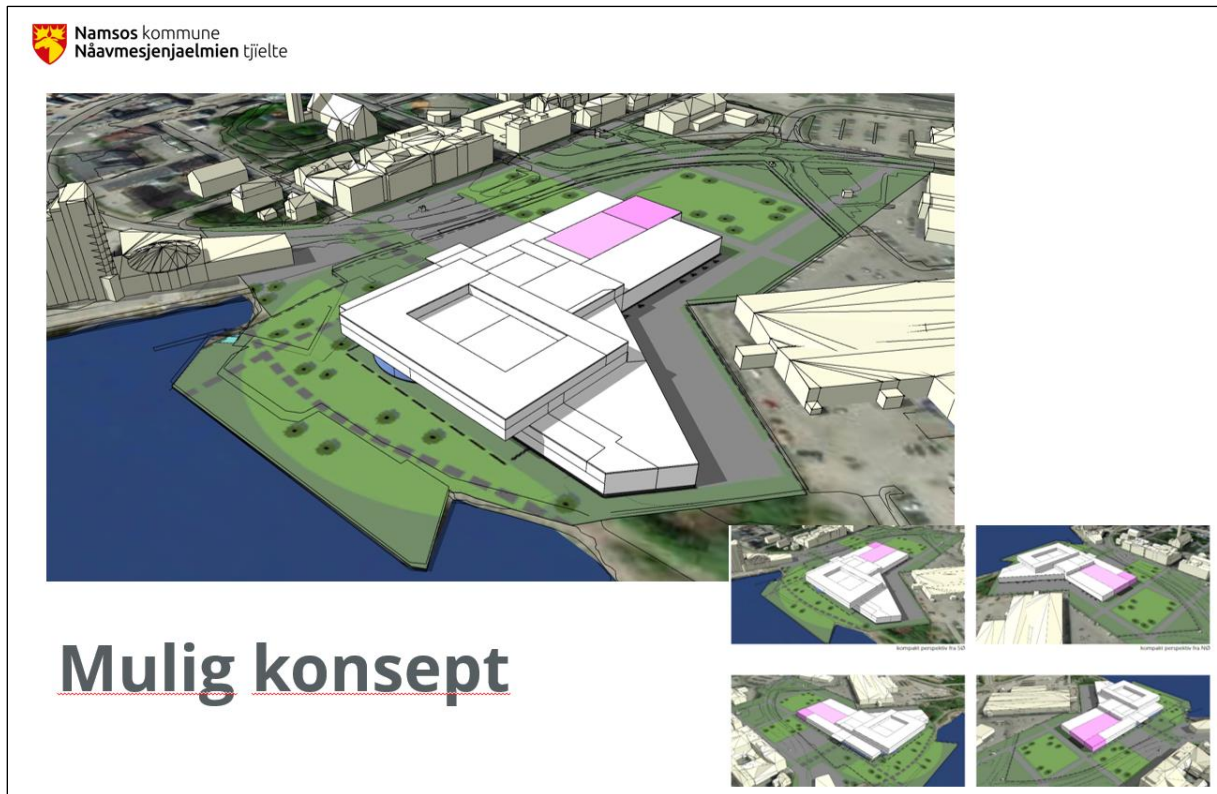 Namsos kommune
Nåavmesjenjaelmien tjïelte
Mulig konsept
kompakt perspektiv fra SØ
kompakt perspektiv fra NØ